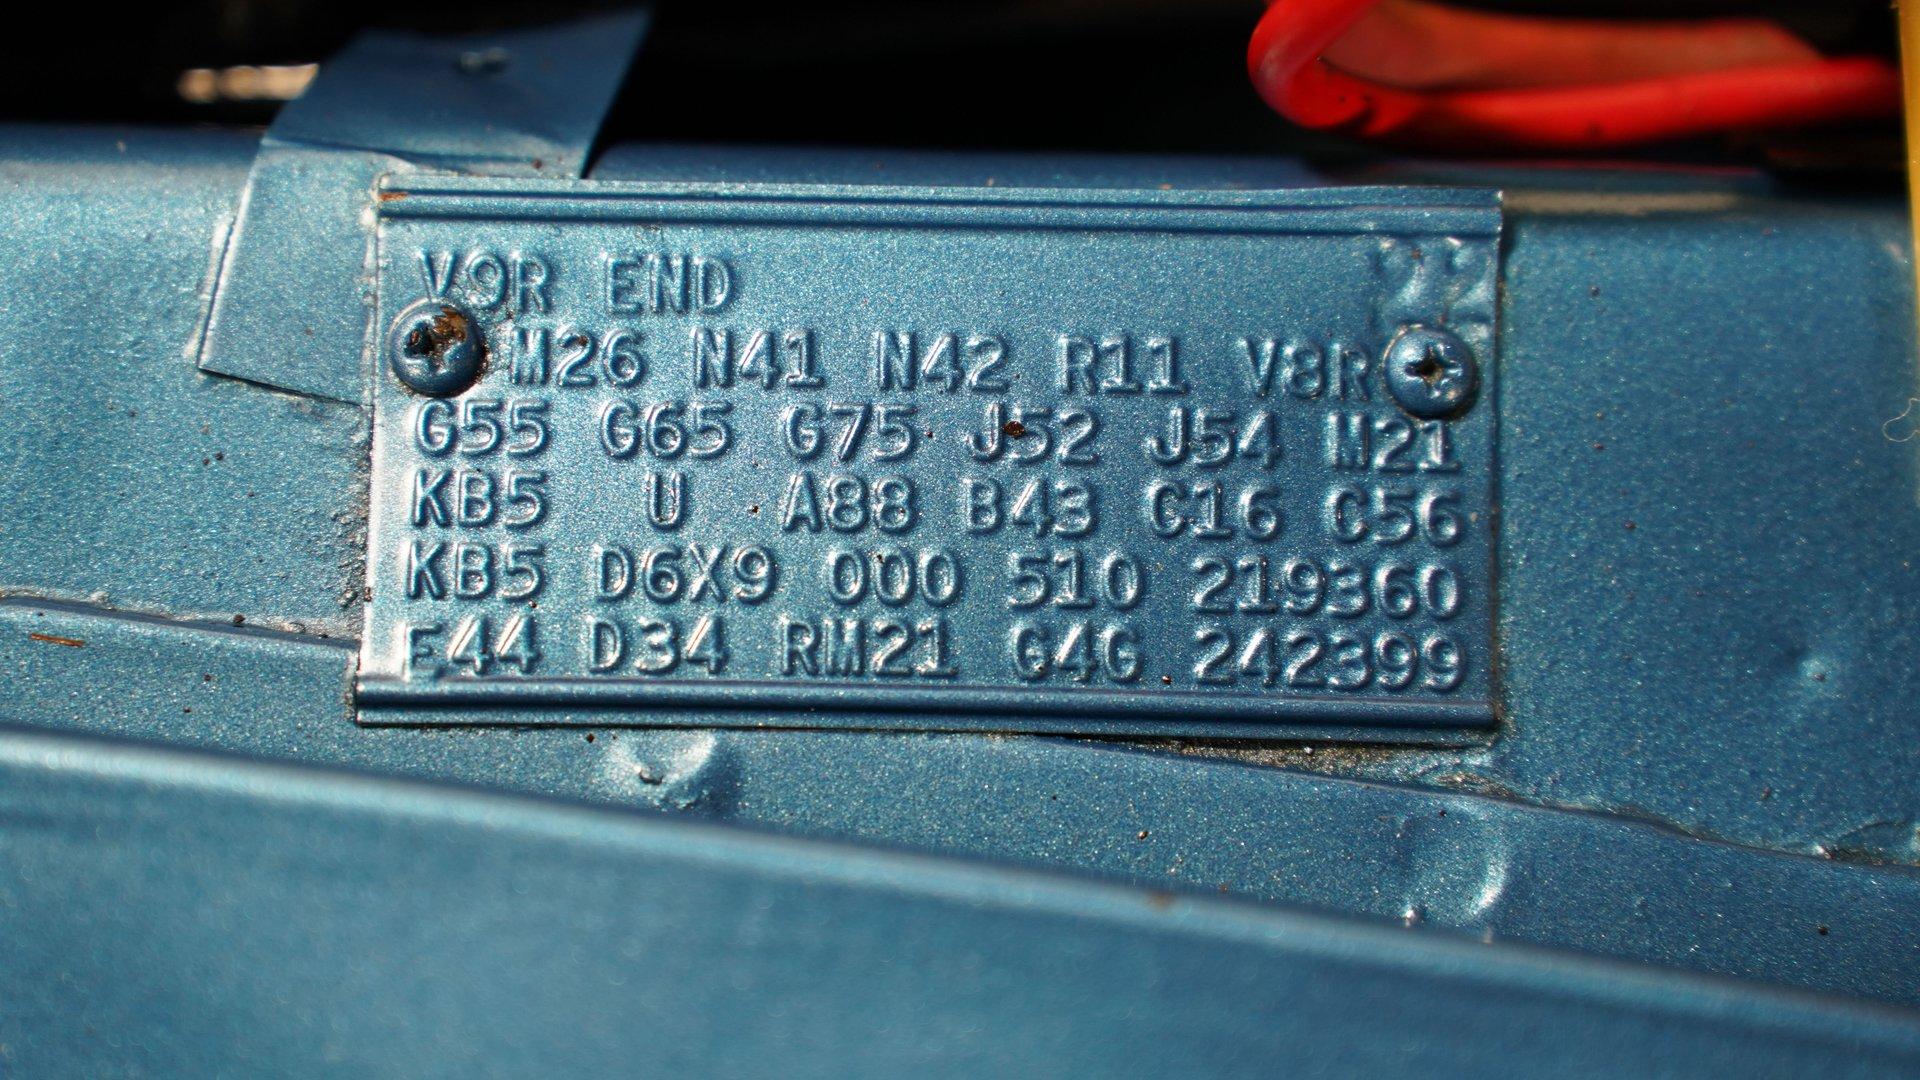 V9R END
M26 N41 N42 R11 V8R
G55 G65 G75 J52 J54 M21
KB5 U A88 B43 C16 C56
KB5 D6X9 000 510 219360
E44 D34 RM21 G4G 242399